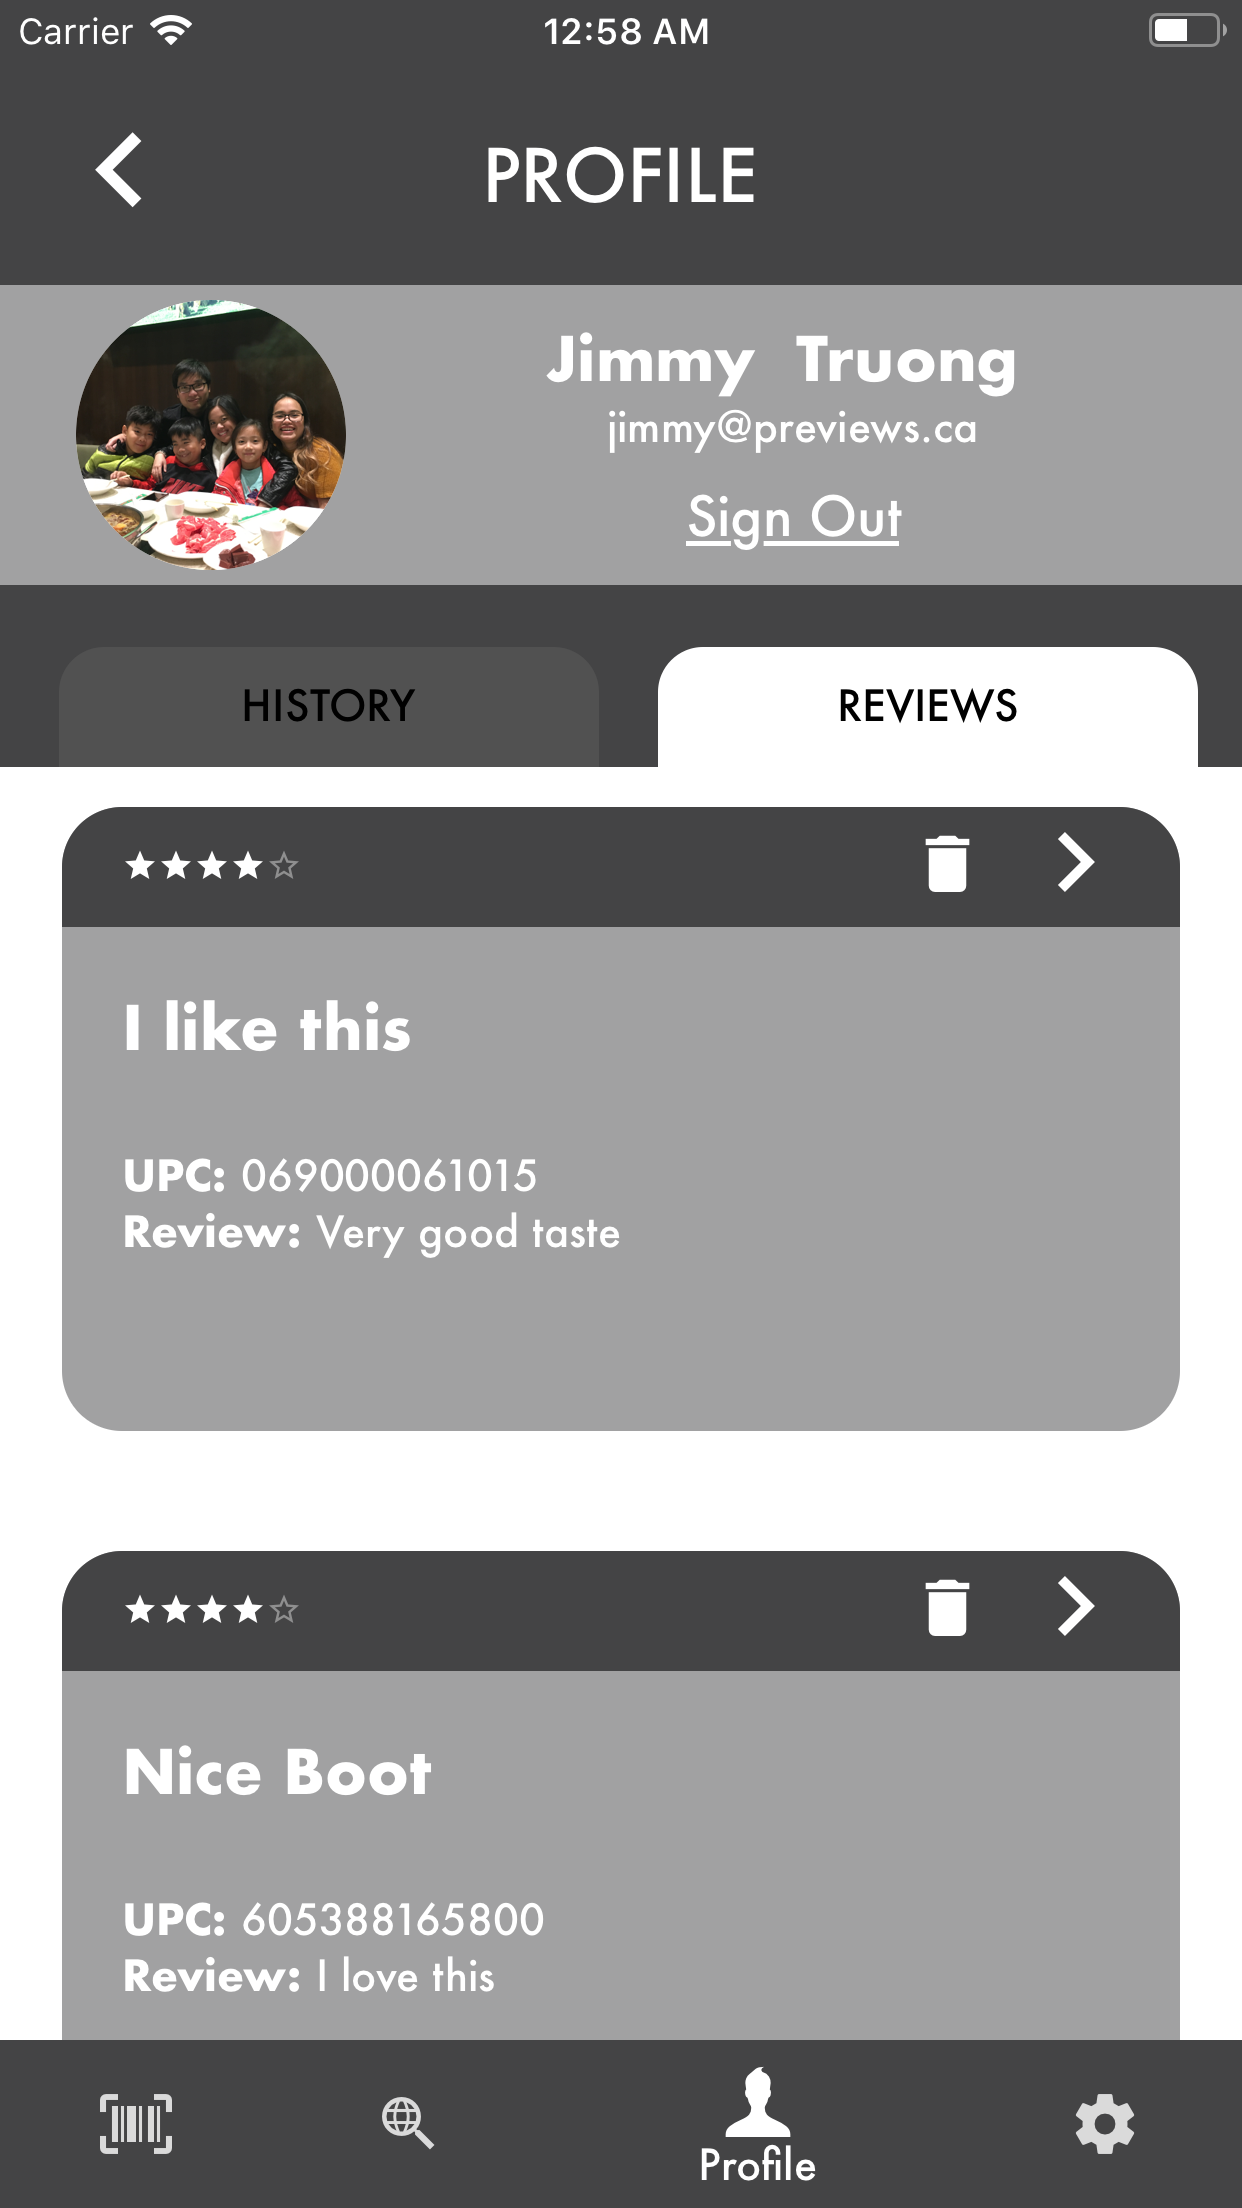 Carrier 12:58 AM
PROFILE
Jimmy Truong
jimmy@previews.ca
Sign Out
HISTORY REVIEWS
I like this
UPC: 069000061015
Review: Very good taste
Nice Boot
UPC: 605388165800
Review: I love this
Profile